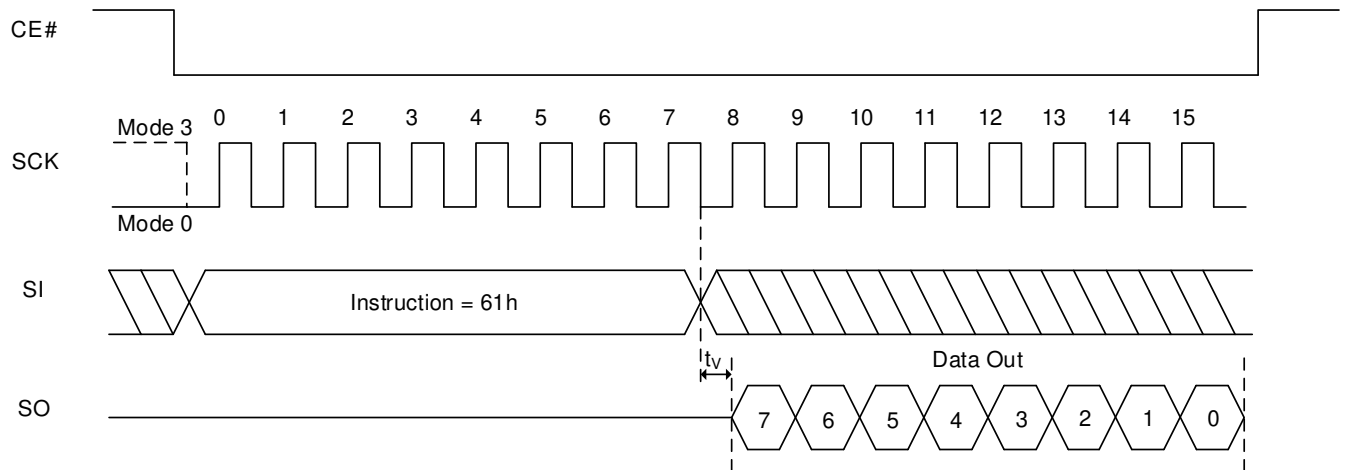 CE#
Mode 3 0 1 2 3 4 5 6 7 8 9 10 11 12 13 14 15
SCK
Mode 0
SI Instruction = 61h
tV Data Out
SO 7 6 5 4 3 2 1 0